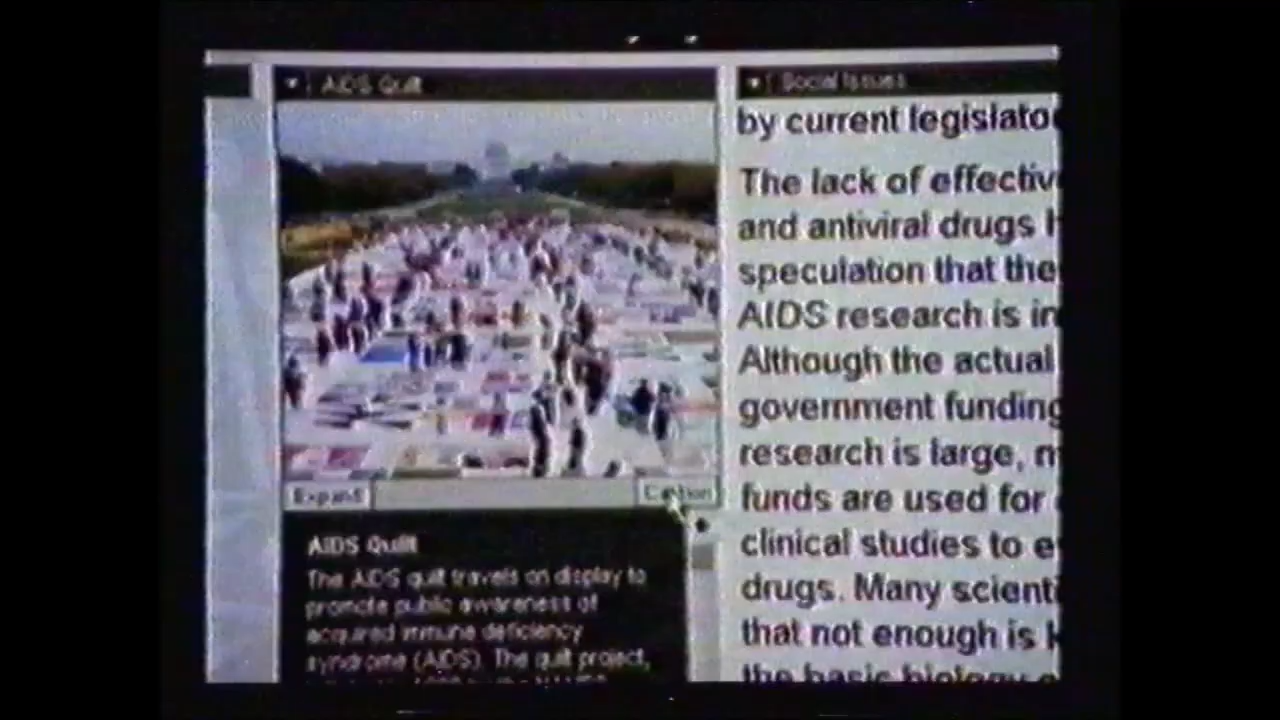 AIDS Quilt
Expand
Caption
AIDS Quilt
The AIDS quilt travels on display to
promote public awareness of
acquired immune deficiency
syndrome (AIDS). The quilt project,
Social Issues
by current legislato
The lack of effectiv
and antiviral drugs h
speculation that the
AIDS research is in
Although the actual
government funding
research is large, m
funds are used for
clinical studies to e
drugs. Many scienti
that not enough is k
the basic biology o